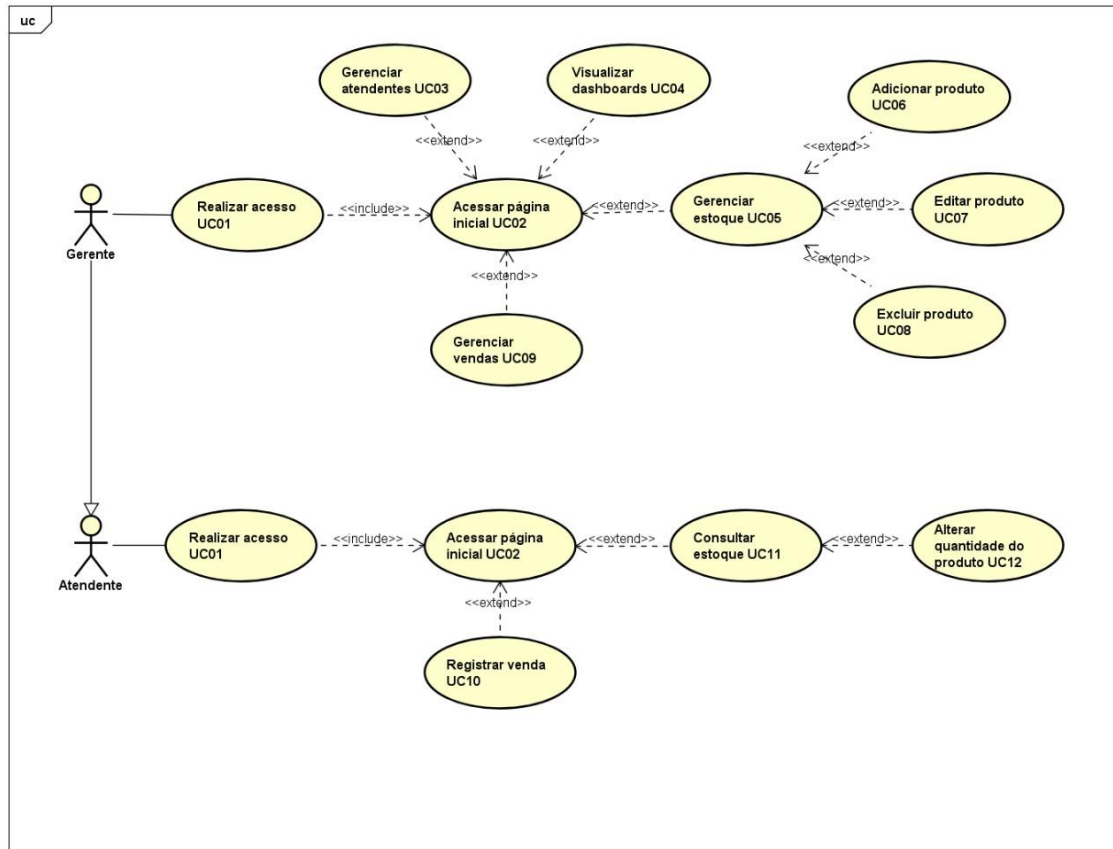 uc
Gerenciar
atendentes UC03
Visualizar
dashboards UC04
Adicionar produto
UC06
<<extend>>
<<extend>>
<<extend>>
Gerente
Realizar acesso
UC01
<<include>>
Acessar página
inicial UC02
<<extend>>
Gerenciar
estoque UC05
<<extend>>
Editar produto
UC07
<<extend>>
<<extend>>
Excluir produto
UC08
Gerenciar
vendas UC09
Atendente
Realizar acesso
UC01
<<include>>
Acessar página
inicial UC02
<<extend>>
Consultar
estoque UC11
<<extend>>
Alterar
quantidade do
produto UC12
<<extend>>
Registrar venda
UC10